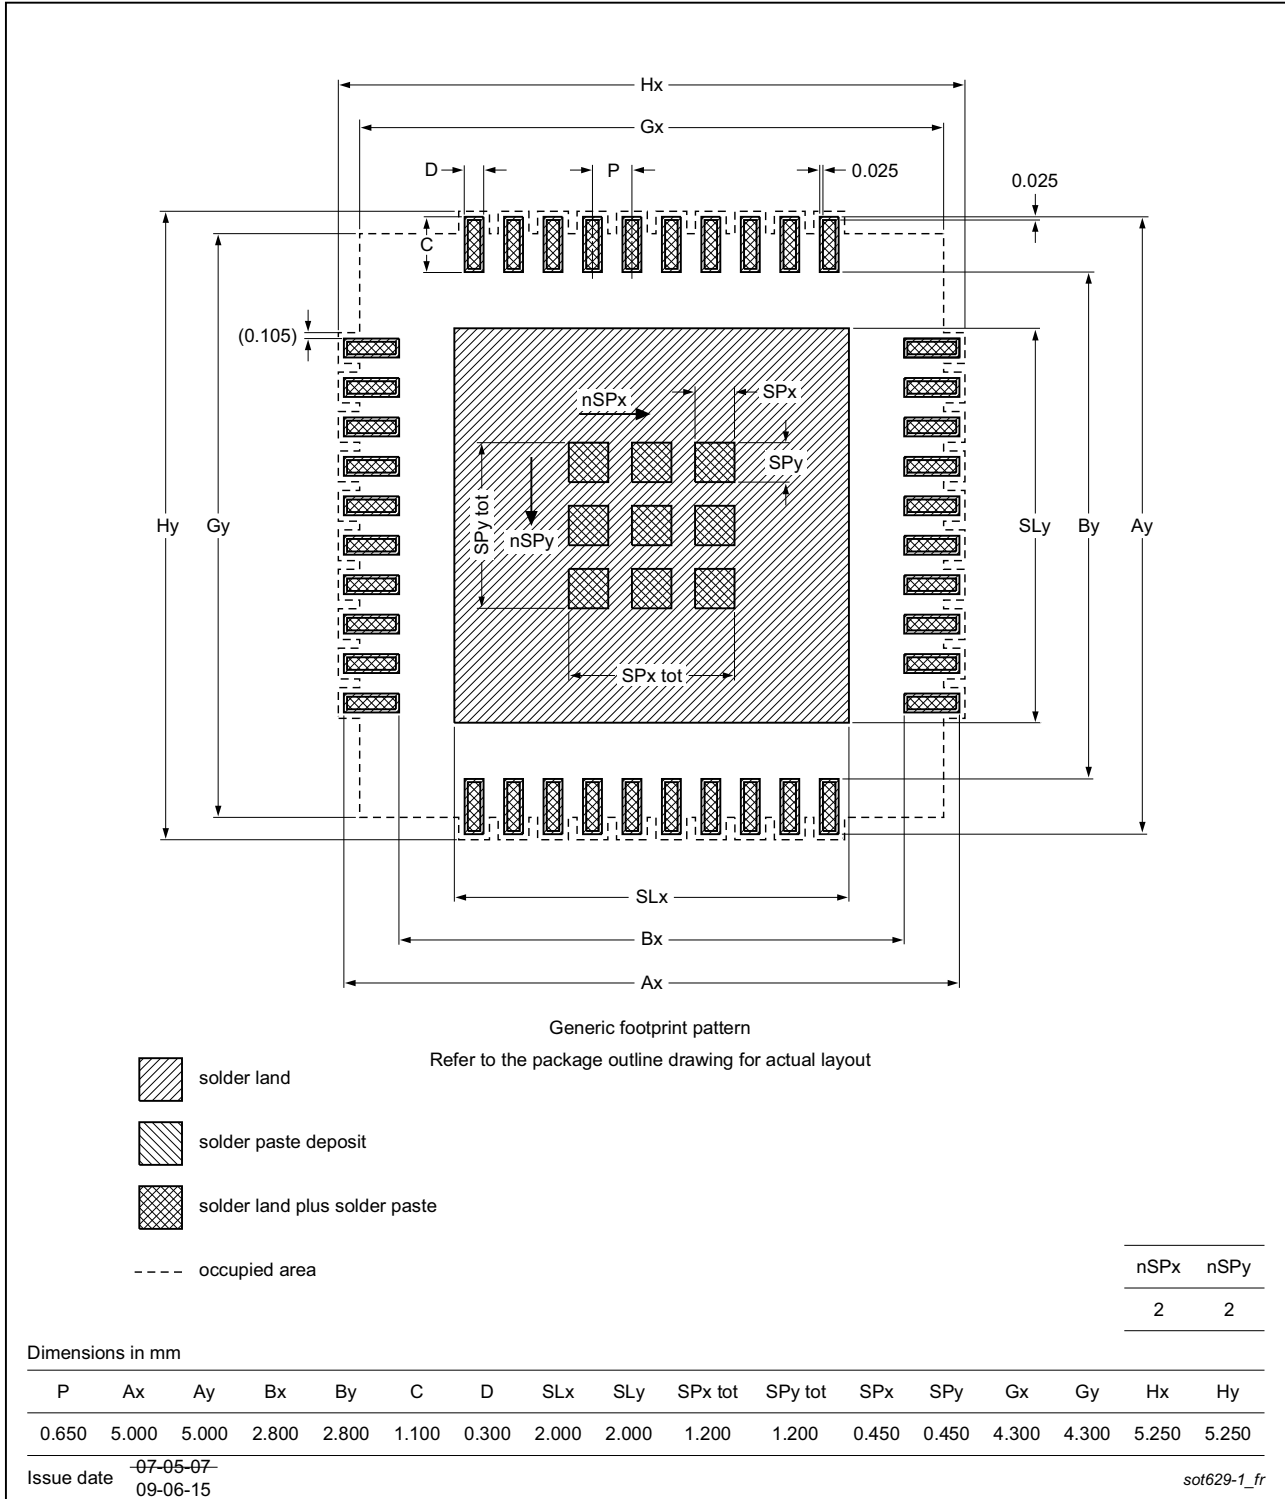 Hx
Gx
D
P
0.025
0.025
C
(0.105)
nSPx
SPx
SPy
SPy tot
nSPy
Hy
Gy
SLy
By
Ay
SPx tot
SLx
Bx
Ax
Generic footprint pattern
Refer to the package outline drawing for actual layout
solder land
solder paste deposit
solder land plus solder paste
occupied area
nSPx nSPy
2 2
Dimensions in mm
P Ax Ay Bx By C D SLx SLy SPx tot SPy tot SPx SPy Gx Gy Hx Hy
0.650 5.000 5.000 2.800 2.800 1.100 0.300 2.000 2.000 1.200 1.200 0.450 0.450 4.300 4.300 5.250 5.250
Issue date 07-05-07
09-06-15
sot629-1_fr